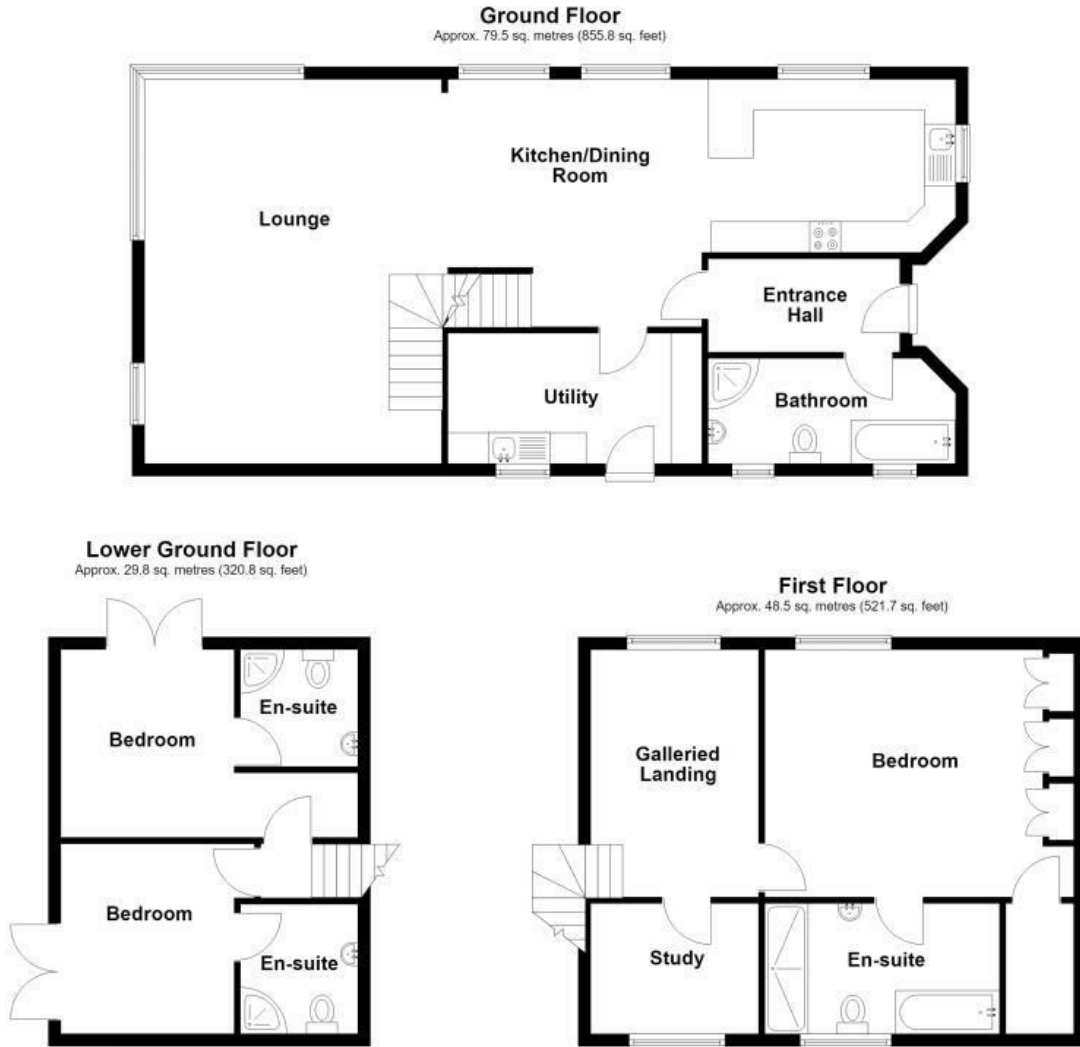 Ground Floor
Approx. 79.5 sq. metres (855.8 sq. feet)
Kitchen/Dining
Room
Lounge
Entrance
Hall
Utility
Bathroom
Lower Ground Floor
Approx. 29.8 sq. metres (320.8 sq. feet)
En-suite
Bedroom
Bedroom
En-suite
First Floor
Approx. 48.5 sq. metres (521.7 sq. feet)
Galleried
Landing
Bedroom
Study
En-suite